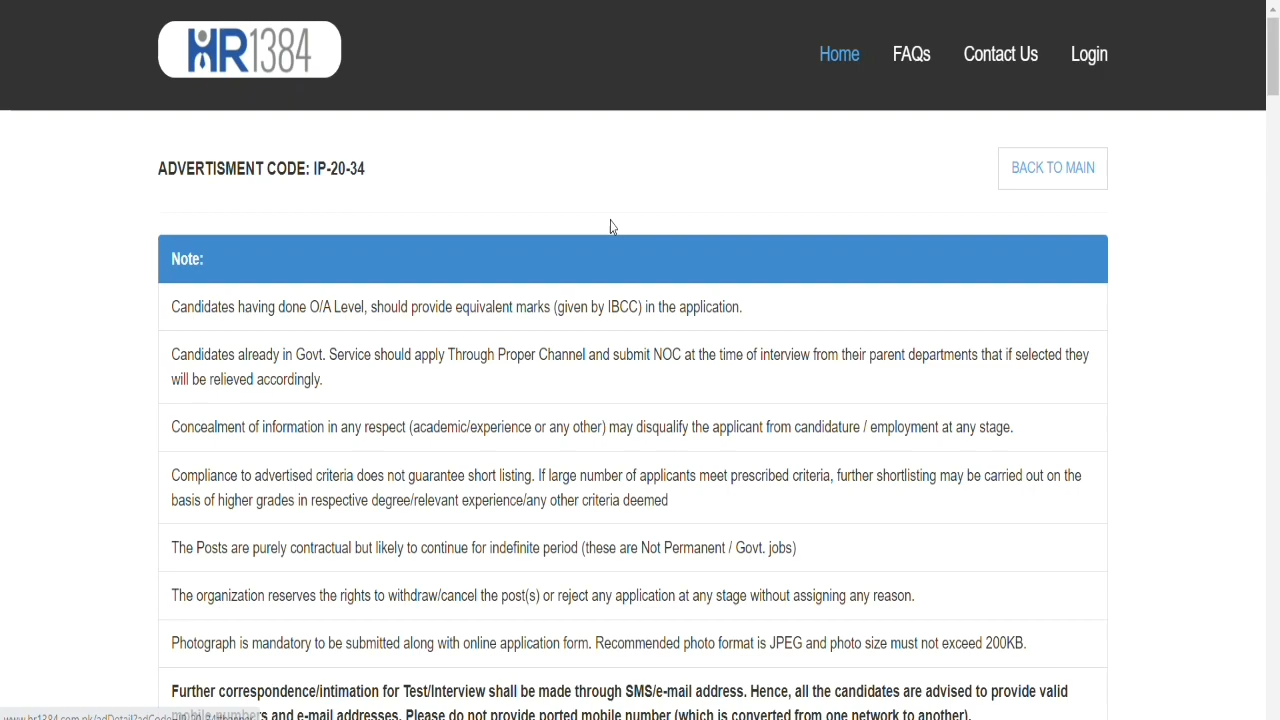 HR1384
Home FAQs Contact Us Login
ADVERTISMENT CODE: IP-20-34
BACK TO MAIN
Note:
Candidates having done O/A Level, should provide equivalent marks (given by IBCC) in the application.
Candidates already in Govt. Service should apply Through Proper Channel and submit NOC at the time of interview from their parent departments that if selected they
will be relieved accordingly.
Concealment of information in any respect (academic/experience or any other) may disqualify the applicant from candidature / employment at any stage.
Compliance to advertised criteria does not guarantee short listing. If large number of applicants meet prescribed criteria, further shortlisting may be carried out on the
basis of higher grades in respective degree/relevant experience/any other criteria deemed
The Posts are purely contractual but likely to continue for indefinite period (these are Not Permanent / Govt. jobs)
The organization reserves the rights to withdraw/cancel the post(s) or reject any application at any stage without assigning any reason.
Photograph is mandatory to be submitted along with online application form. Recommended photo format is JPEG and photo size must not exceed 200KB.
Further correspondence/intimation for Test/Interview shall be made through SMS/e-mail address. Hence, all the candidates are advised to provide valid
mobile numbers and e-mail addresses. Please do not provide ported mobile number (which is converted from one network to another).